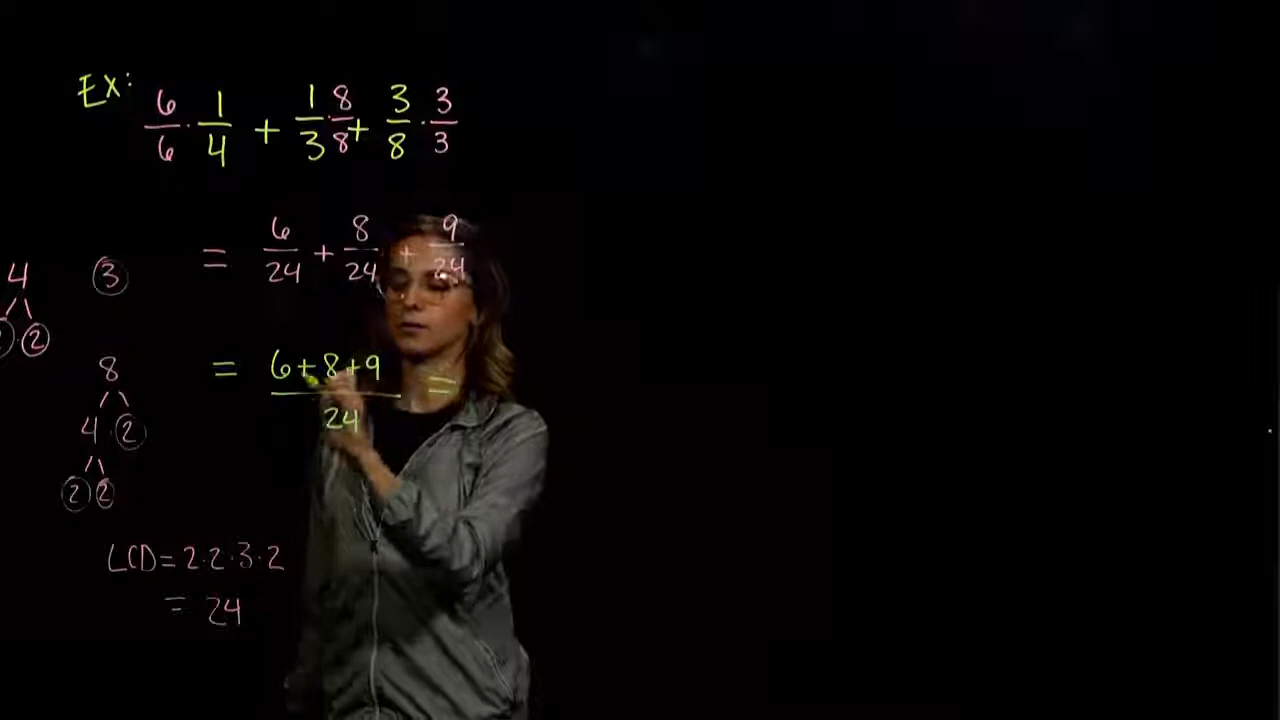 Ex: 6/6 · 1/4 + 1/3 · 8/8 + 3/8 · 3/3
= 6/24 + 8/24 + 9/24
= (6+8+9)/24 =
4
2
3
8
4 · 2
2 2
LCD = 2·2·3·2
= 24